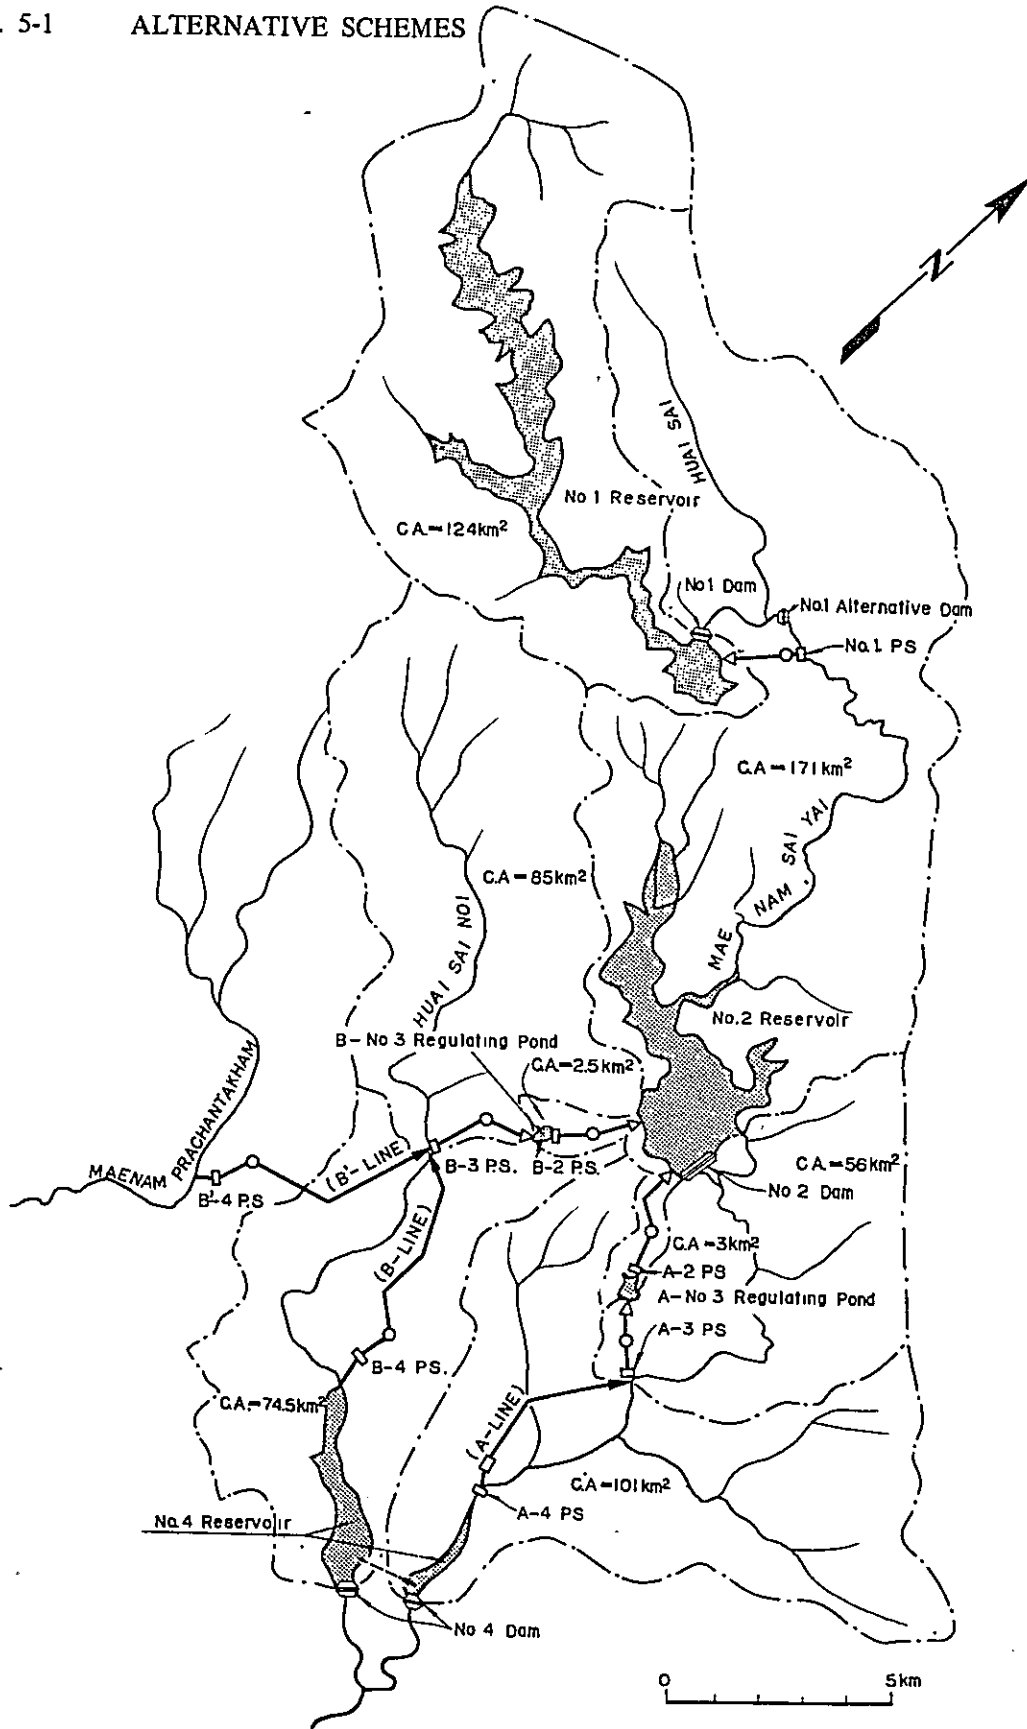 . 5-1 ALTERNATIVE SCHEMES
N
HUAI SAI
No 1 Reservoir
C.A.=124km²
No 1 Dam
No.1 Alternative Dam
No. 1 PS
C.A=171km²
MAE NAM SAI YAI
C.A=85km²
HUAI SAI NOI
No.2 Reservoir
B-No 3 Regulating Pond
C.A=2.5km²
MAENAM PRACHANTAKHAM
(B'-LINE)
B-3 P.S.
B-2 P.S.
C.A.=56km²
B'-4 P.S
No 2 Dam
(B-LINE)
C.A=3km²
A-2 PS
A-No 3 Regulating Pond
A-3 PS
B-4 P.S.
C.A.=74.5km²
(A-LINE)
C.A=101km²
A-4 PS
No.4 Reservoir
No 4 Dam
0 5km